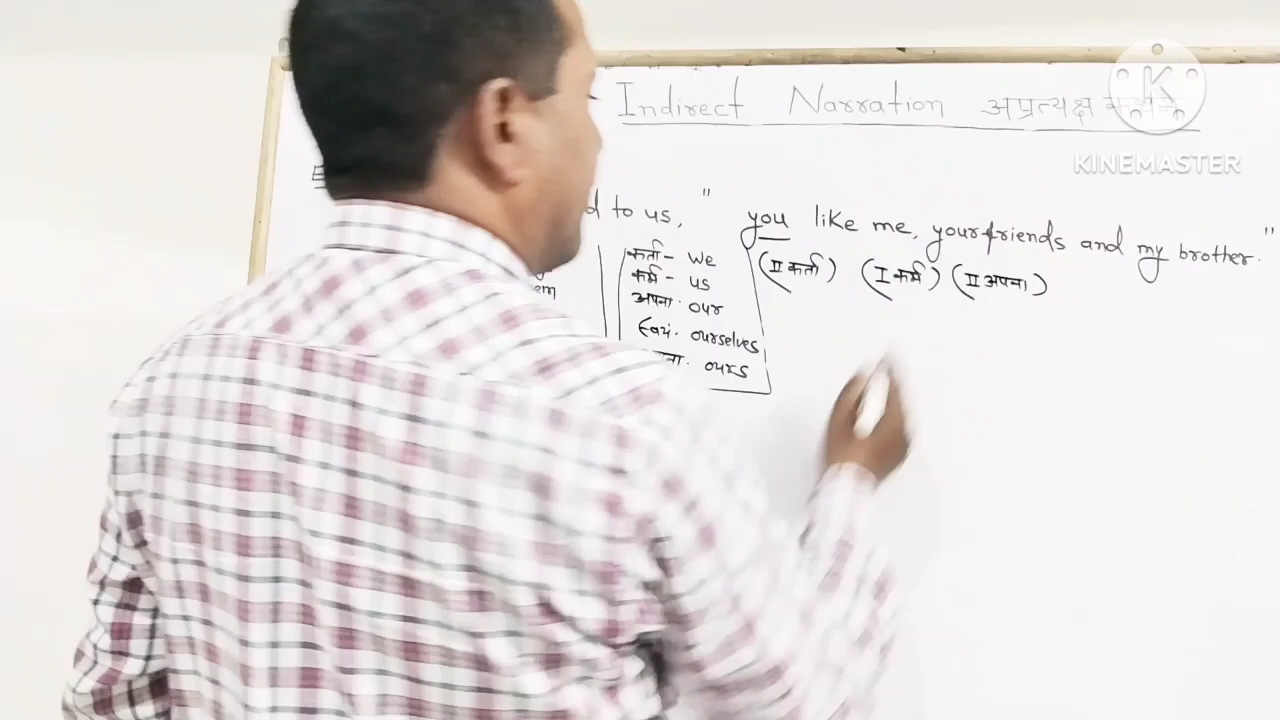 Indirect Narration अप्रत्यक्ष कथन
KINEMASTER
to us, " you like me, your friends and my brother. "
(II कर्ता) (I कर्म) (II अपना)
कर्ता - we
कर्म - us
अपना - our
स्वयं - ourselves
ours